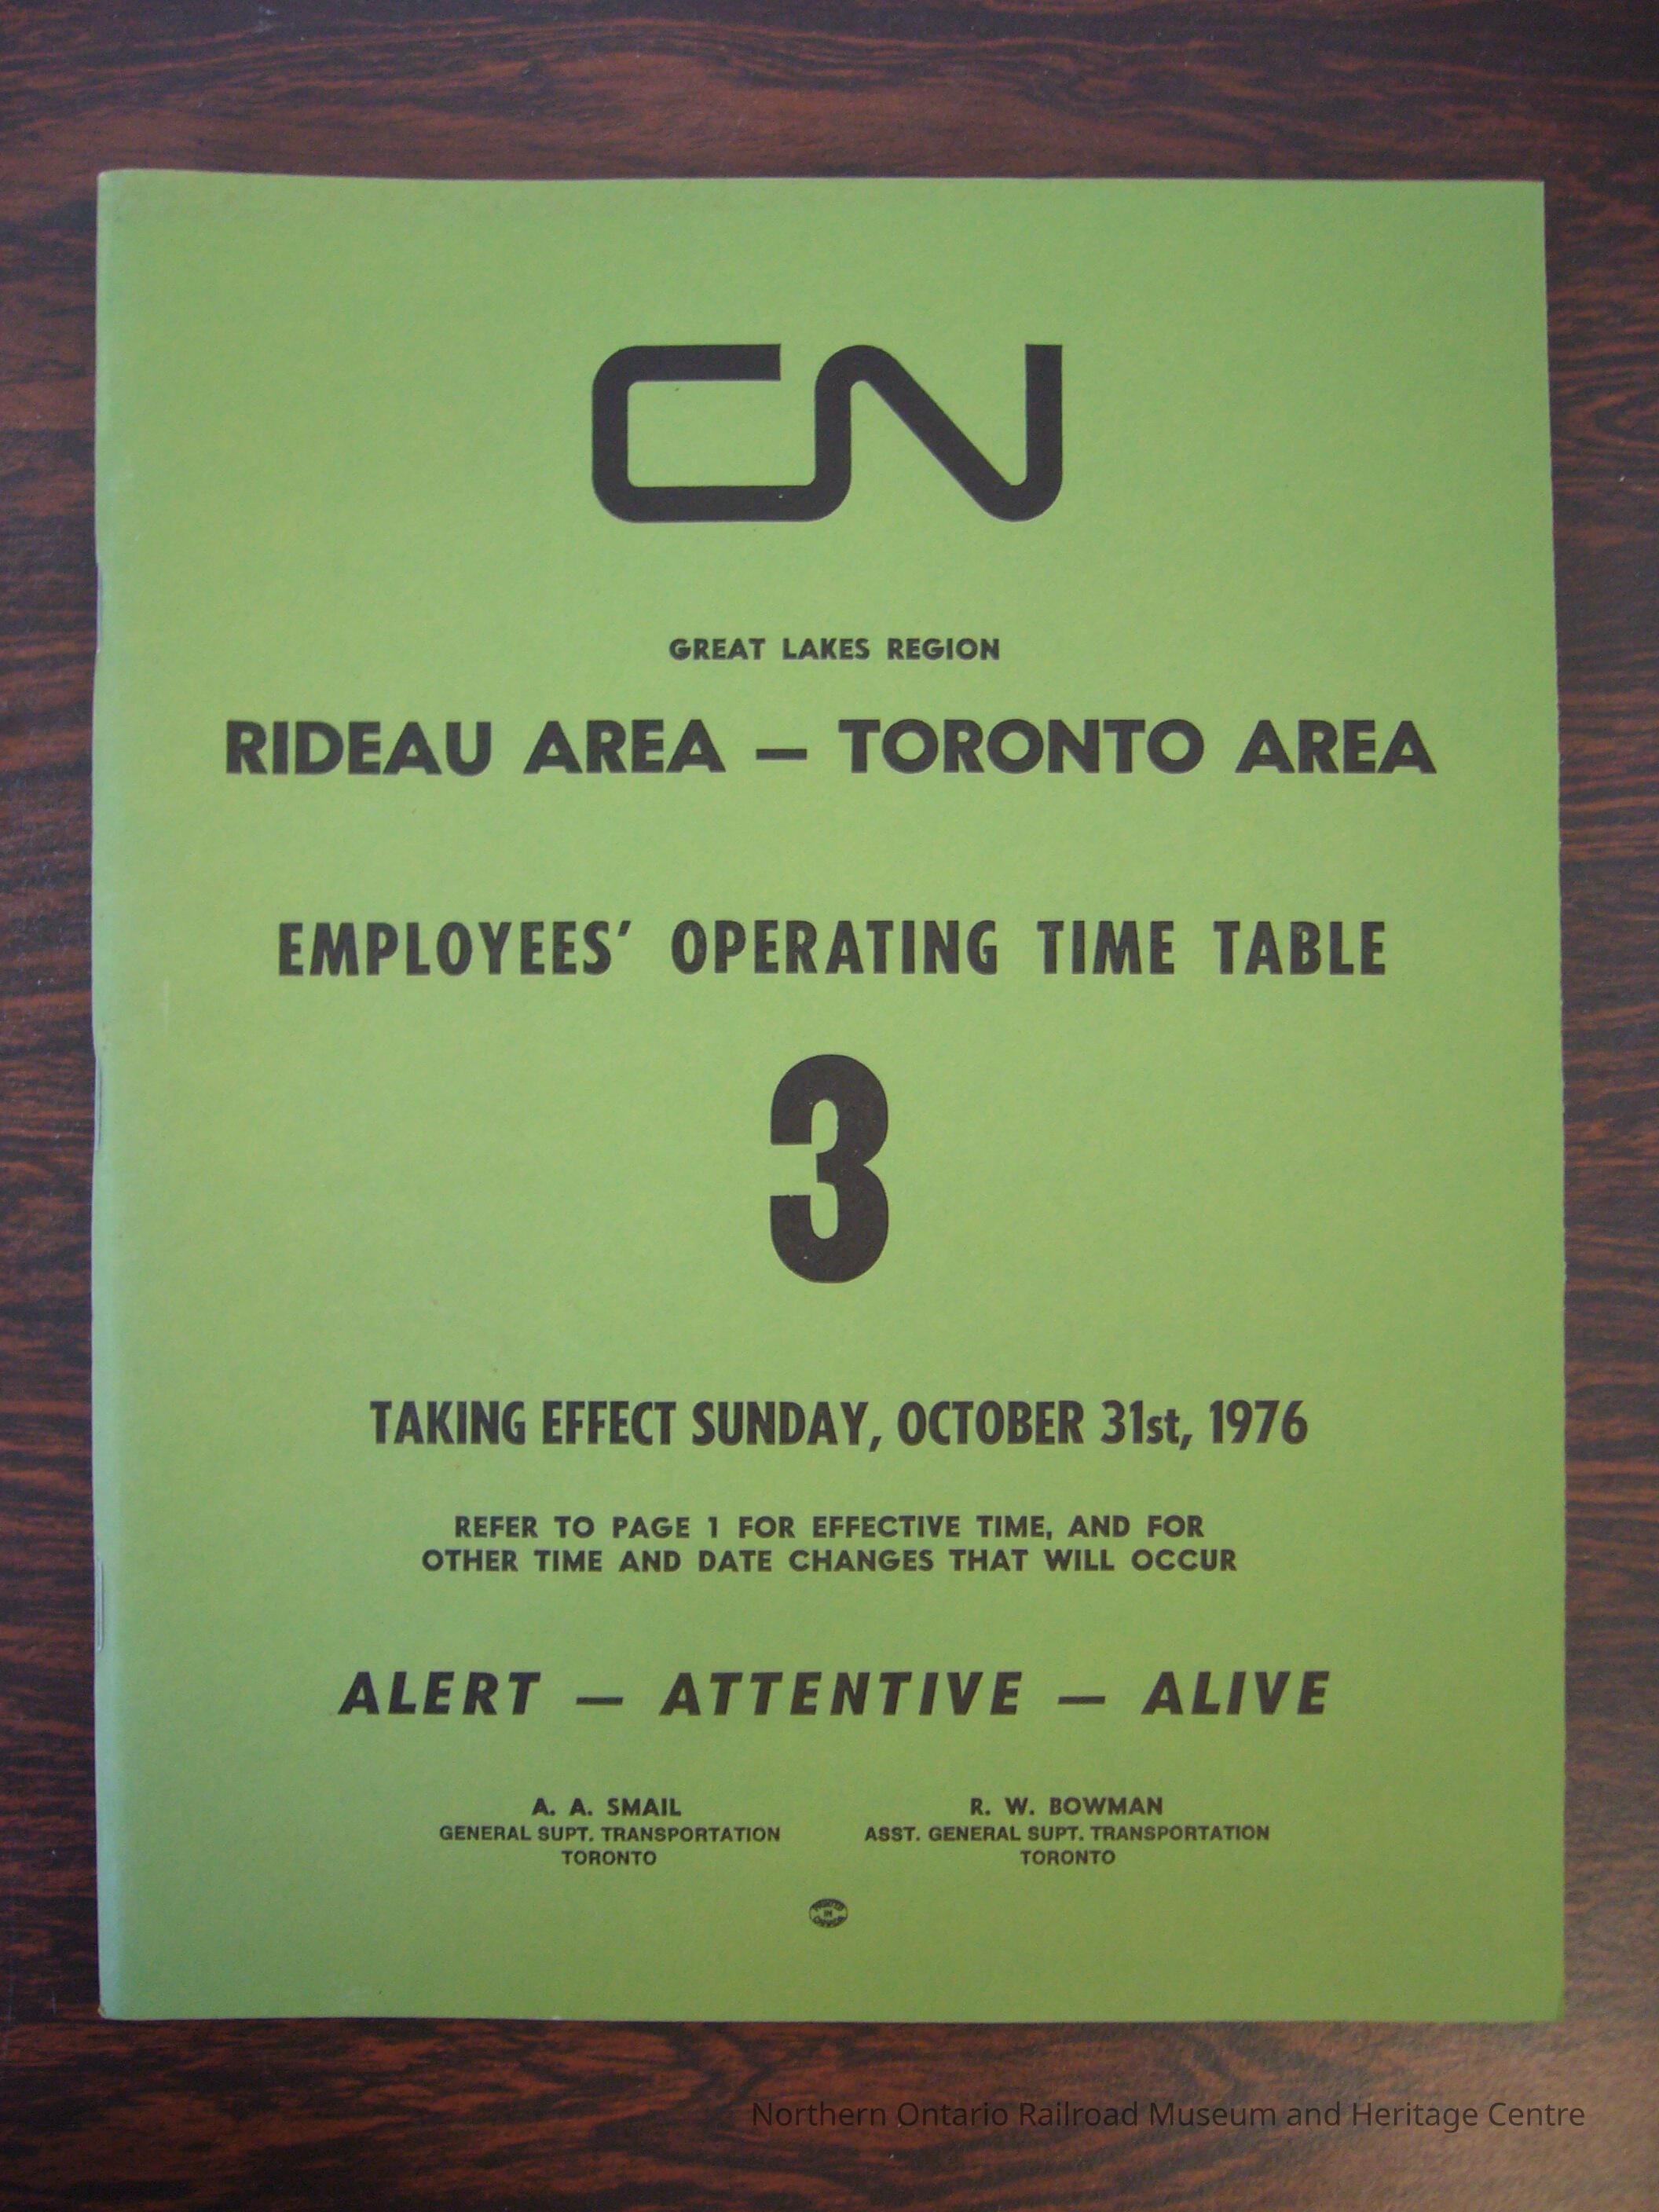 CN
GREAT LAKES REGION
RIDEAU AREA — TORONTO AREA
EMPLOYEES' OPERATING TIME TABLE
3
TAKING EFFECT SUNDAY, OCTOBER 31st, 1976
REFER TO PAGE 1 FOR EFFECTIVE TIME, AND FOR
OTHER TIME AND DATE CHANGES THAT WILL OCCUR
ALERT — ATTENTIVE — ALIVE
A. A. SMAIL
GENERAL SUPT. TRANSPORTATION
TORONTO
R. W. BOWMAN
ASST. GENERAL SUPT. TRANSPORTATION
TORONTO
PRINTED
IN
CANADA
Northern Ontario Railroad Museum and Heritage Centre